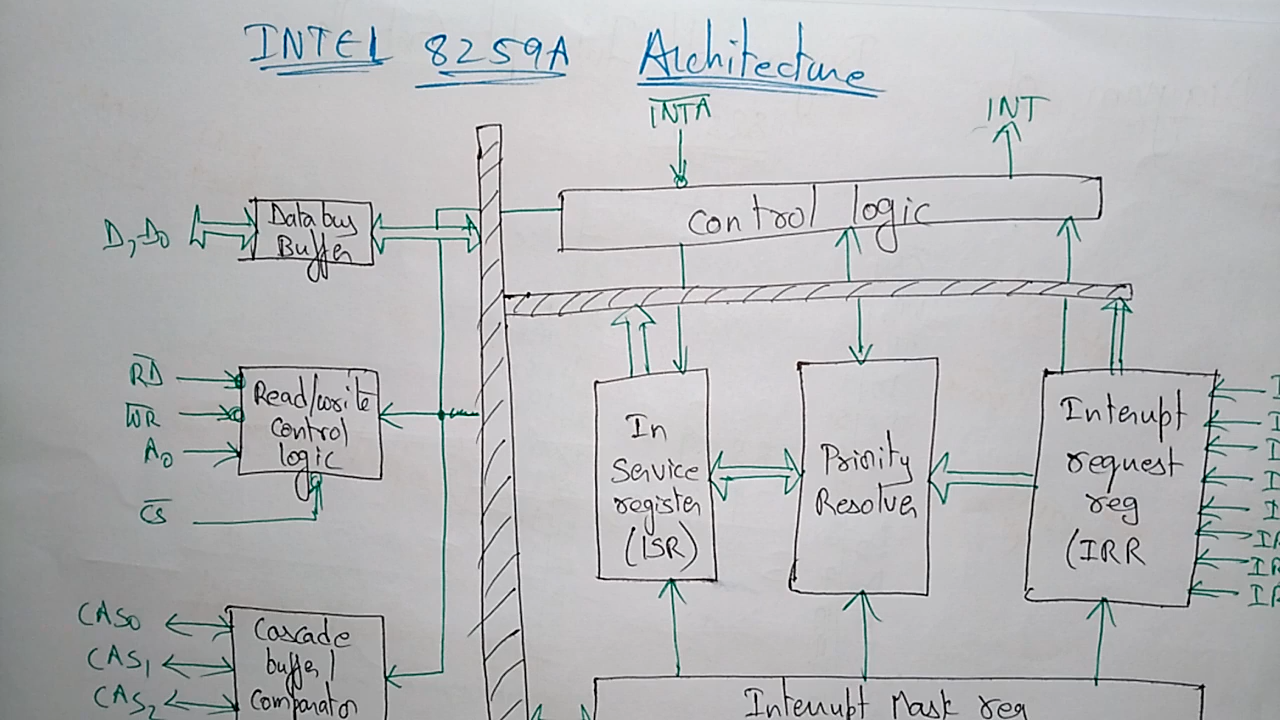 INTEL 8259A Architecture
INTA
INT
Control logic
D7 D0
Data bus
Buffer
RD
WR
A0
CS
Read/write
control
logic
In
Service
register
(ISR)
Priority
Resolver
Interupt
request
reg
(IRR
CAS0
CAS1
CAS2
Cascade
buffer/
Comparator
Interrupt Mask reg